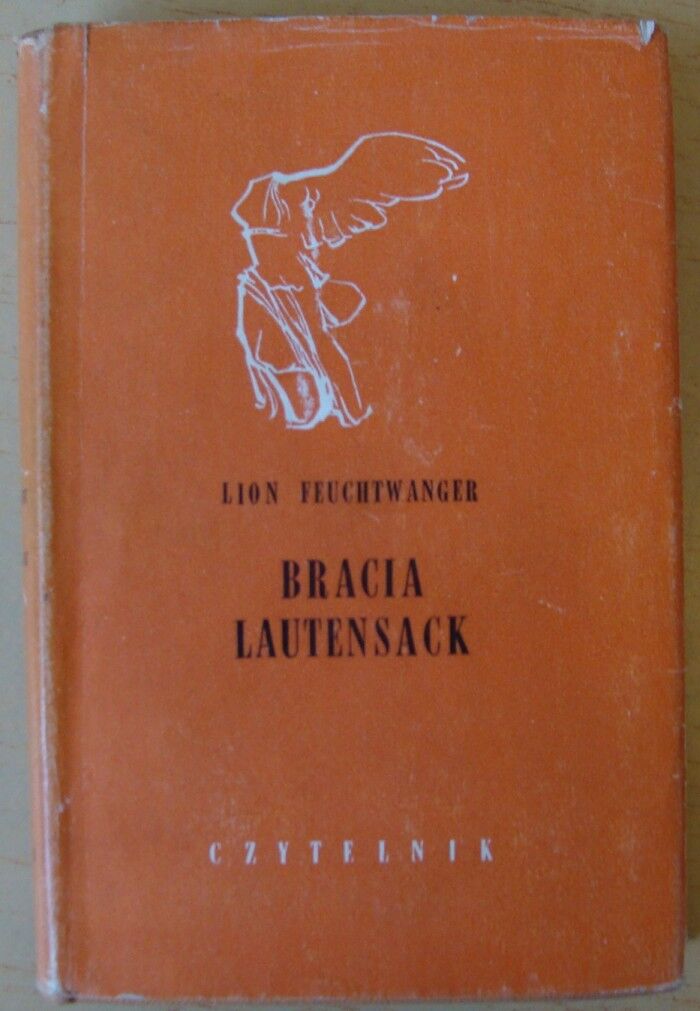 LION FEUCHTWANGER
BRACIA
LAUTENSACK
CZYTELNIK